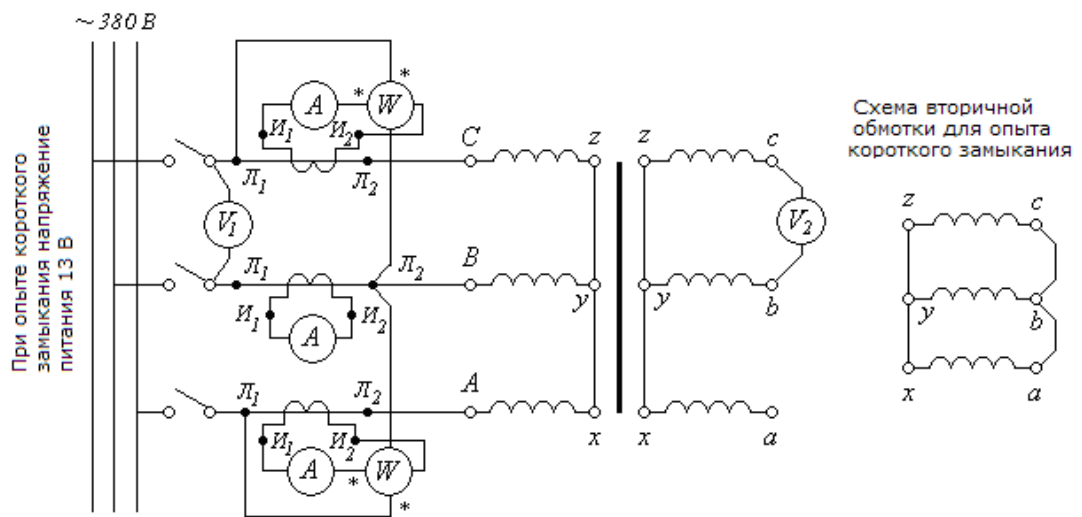 ~ 380 В
При опыте короткого
замыкания напряжение
питания 13 В
* *
A W
И1 И2
Л1 Л2
C z z c
V1
V2
Л1 Л2
B y y b
И1 И2
A
Л1 Л2
A x x a
И1 И2
A * W
*
Схема вторичной
обмотки для опыта
короткого замыкания
z c
y b
x a